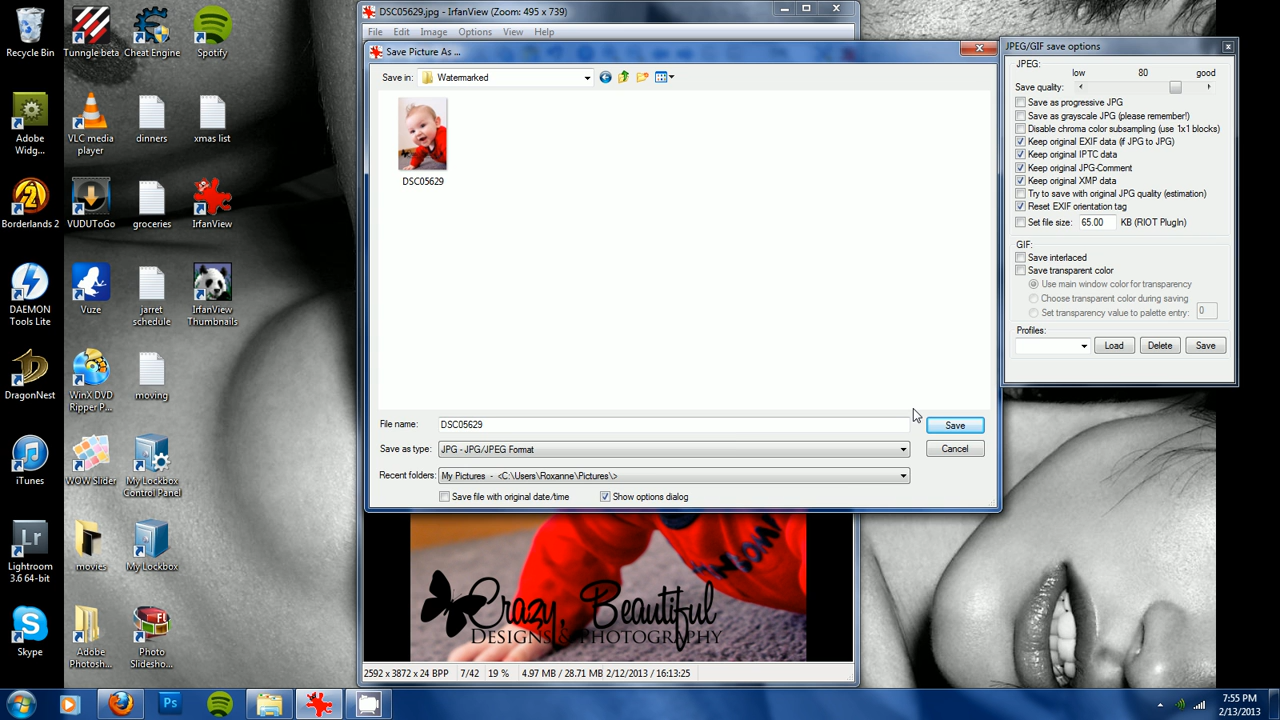 DSC05629.jpg - IrfanView (Zoom: 495 x 739)
File Edit Image Options View Help
Save Picture As ...
Save in: Watemarked
DSC05629
File name: DSC05629
Save
Save as type: JPG - JPG/JPEG Format
Cancel
Recent folders: My Pictures - <C:\Users\Roxanne\Pictures\>
Save file with original date/time
Show options dialog
JPEG/GIF save options
JPEG:
low 80 good
Save quality:
Save as progressive JPG
Save as grayscale JPG (please remember!)
Disable chroma color subsampling (use 1x1 blocks)
Keep original EXIF data (if JPG to JPG)
Keep original IPTC data
Keep original JPG-Comment
Keep original XMP data
Try to save with original JPG quality (estimation)
Reset EXIF orientation tag
Set file size: 65.00 KB (RIOT PlugIn)
GIF:
Save interlaced
Save transparent color
Use main window color for transparency
Choose transparent color during saving
Set transparency value to palette entry: 0
Profiles:
Load Delete Save
Crazy, Beautiful
Designs & Photography
2592 x 3872 x 24 BPP 7/42 19 % 4.97 MB / 28.71 MB 2/12/2013 / 16:13:25
Recycle Bin
Tunngle beta
Cheat Engine
Spotify
Adobe Widg...
VLC media player
dinners
xmas list
Borderlands 2
VUDUToGo
groceries
IrfanView
DAEMON Tools Lite
Vuze
jarret schedule
IrfanView Thumbnails
DragonNest
WinX DVD Ripper P...
moving
iTunes
WOW Slider
My Lockbox Control Panel
Lr
Lightroom 3.6 64-bit
movies
My Lockbox
Skype
Adobe Photosh...
Fl
Photo Slidesho...
Ps
7:55 PM
2/13/2013